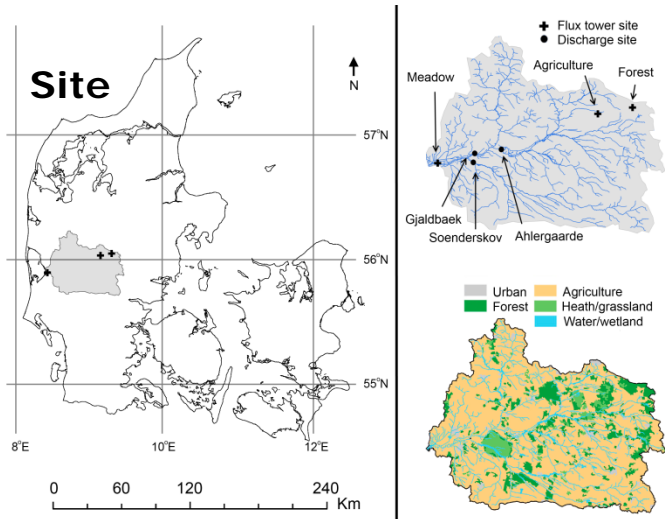 Site
N
57°N
56°N
55°N
8°E
10°E
12°E
0
60
120
240
Km
Flux tower site
Discharge site
Agriculture
Forest
Meadow
Gjaldbaek
Soenderskov
Ahlergaarde
Urban
Agriculture
Forest
Heath/grassland
Water/wetland